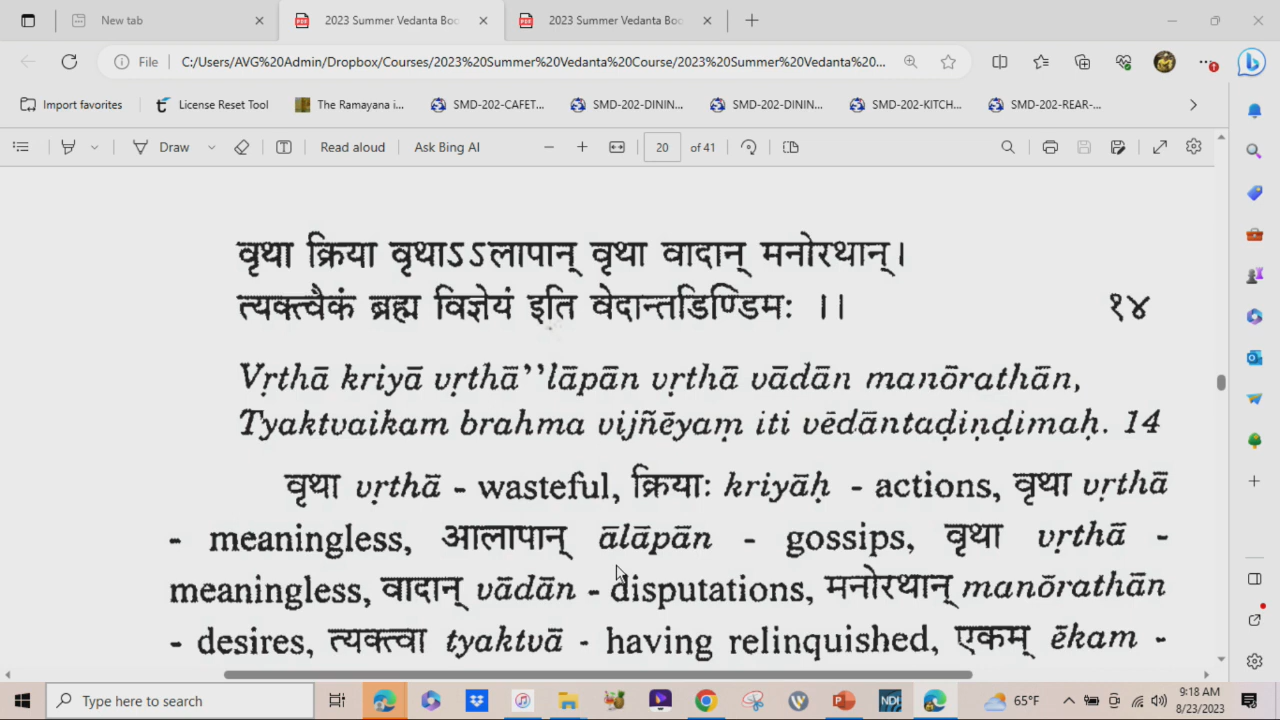 New tab
2023 Summer Vedanta Boo
2023 Summer Vedanta Boo
File
C:/Users/AVG%20Admin/Dropbox/Courses/2023%20Summer%20Vedanta%20Course/2023%20Summer%20Vedanta%20...
Import favorites
License Reset Tool
The Ramayana i...
SMD-202-CAFET...
SMD-202-DININ...
SMD-202-DININ...
SMD-202-KITCH...
SMD-202-REAR-...
Draw
Read aloud
Ask Bing AI
20
of 41
वृथा क्रिया वृथाऽऽलापान् वृथा वादान् मनोरथान्।
त्यक्त्वैकं ब्रह्म विज्ञेयं इति वेदान्तडिण्डिमः ।। १४
Vṛthā kriyā vṛthā’’lāpān vṛthā vādān manōrathān,
Tyaktvaikam brahma vijñēyaṃ iti vēdāntaḍiṇḍimaḥ. 14
वृथा vṛthā - wasteful, क्रियाः kriyāḥ - actions, वृथा vṛthā
- meaningless, आलापान् ālāpān - gossips, वृथा vṛthā -
meaningless, वादान् vādān - disputations, मनोरथान् manōrathān
- desires, त्यक्त्वा tyaktvā - having relinquished, एकम् ēkam -
Type here to search
NDI
65°F
9:18 AM
8/23/2023